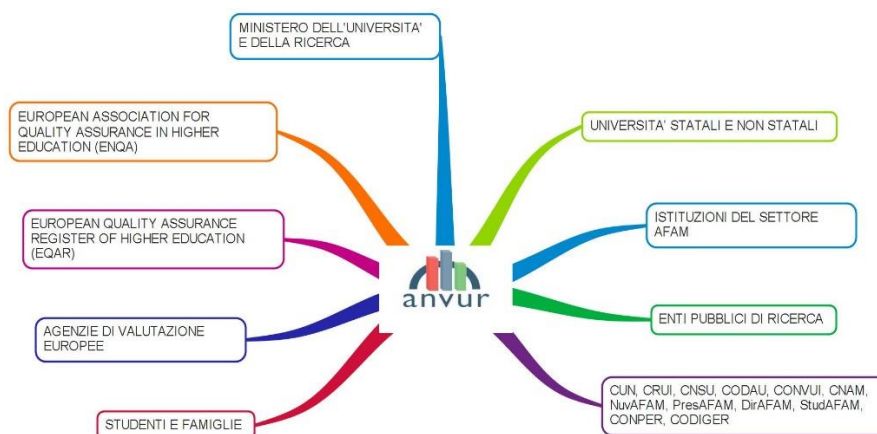 MINISTERO DELL'UNIVERSITA'
E DELLA RICERCA
EUROPEAN ASSOCIATION FOR
QUALITY ASSURANCE IN HIGHER
EDUCATION (ENQA)
UNIVERSITA' STATALI E NON STATALI
EUROPEAN QUALITY ASSURANCE
REGISTER OF HIGHER EDUCATION
(EQAR)
ISTITUZIONI DEL SETTORE
AFAM
anvur
AGENZIE DI VALUTAZIONE
EUROPEE
ENTI PUBBLICI DI RICERCA
STUDENTI E FAMIGLIE
CUN, CRUI, CNSU, CODAU, CONVUI, CNAM,
NuvAFAM, PresAFAM, DirAFAM, StudAFAM,
CONPER, CODIGER